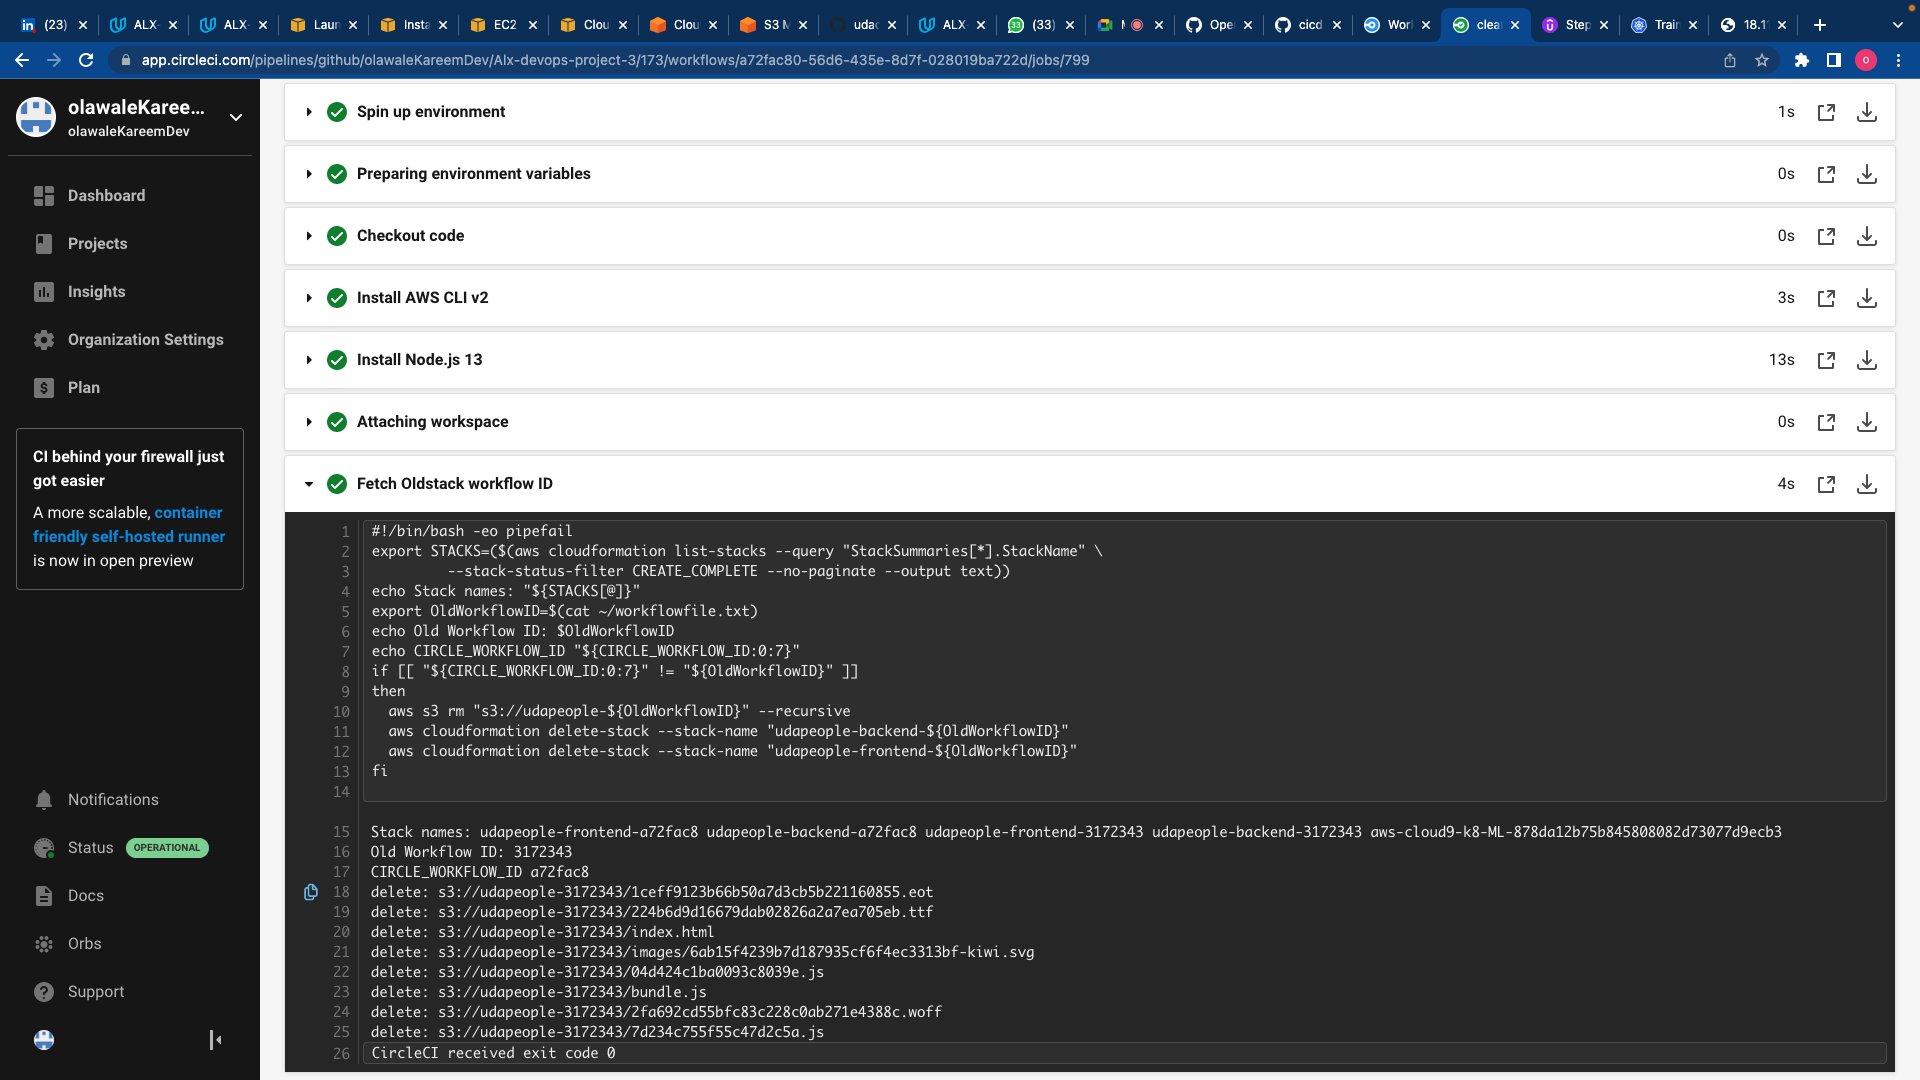 (23)
ALX-
ALX-
Laun
Insta
EC2
Clou
Clou
S3 M
udac
ALX-
(33)
M
Ope
cicd
Wor
clea
Step
Train
18.1
app.circleci.com/pipelines/github/olawaleKareemDev/Alx-devops-project-3/173/workflows/a72fac80-56d6-435e-8d7f-028019ba722d/jobs/799
olawaleKaree...
olawaleKareemDev
Dashboard
Projects
Insights
Organization Settings
Plan
CI behind your firewall just
got easier
A more scalable, container
friendly self-hosted runner
is now in open preview
Notifications
Status OPERATIONAL
Docs
Orbs
Support
Spin up environment 1s
Preparing environment variables 0s
Checkout code 0s
Install AWS CLI v2 3s
Install Node.js 13 13s
Attaching workspace 0s
Fetch Oldstack workflow ID 4s
1 #!/bin/bash -eo pipefail
2 export STACKS=($(aws cloudformation list-stacks --query "StackSummaries[*].StackName" \
3 --stack-status-filter CREATE_COMPLETE --no-paginate --output text))
4 echo Stack names: "${STACKS[@]}"
5 export OldWorkflowID=$(cat ~/workflowfile.txt)
6 echo Old Workflow ID: $OldWorkflowID
7 echo CIRCLE_WORKFLOW_ID "${CIRCLE_WORKFLOW_ID:0:7}"
8 if [[ "${CIRCLE_WORKFLOW_ID:0:7}" != "${OldWorkflowID}" ]]
9 then
10 aws s3 rm "s3://udapeople-${OldWorkflowID}" --recursive
11 aws cloudformation delete-stack --stack-name "udapeople-backend-${OldWorkflowID}"
12 aws cloudformation delete-stack --stack-name "udapeople-frontend-${OldWorkflowID}"
13 fi
14
15 Stack names: udapeople-frontend-a72fac8 udapeople-backend-a72fac8 udapeople-frontend-3172343 udapeople-backend-3172343 aws-cloud9-k8-ML-878da12b75b845808082d73077d9ecb3
16 Old Workflow ID: 3172343
17 CIRCLE_WORKFLOW_ID a72fac8
18 delete: s3://udapeople-3172343/1ceff9123b66b50a7d3cb5b221160855.eot
19 delete: s3://udapeople-3172343/224b6d9d16679dab02826a2a7ea705eb.ttf
20 delete: s3://udapeople-3172343/index.html
21 delete: s3://udapeople-3172343/images/6ab15f4239b7d187935cf6f4ec3313bf-kiwi.svg
22 delete: s3://udapeople-3172343/04d424c1ba0093c8039e.js
23 delete: s3://udapeople-3172343/bundle.js
24 delete: s3://udapeople-3172343/2fa692cd55bfc83c228c0ab271e4388c.woff
25 delete: s3://udapeople-3172343/7d234c755f55c47d2c5a.js
26 CircleCI received exit code 0